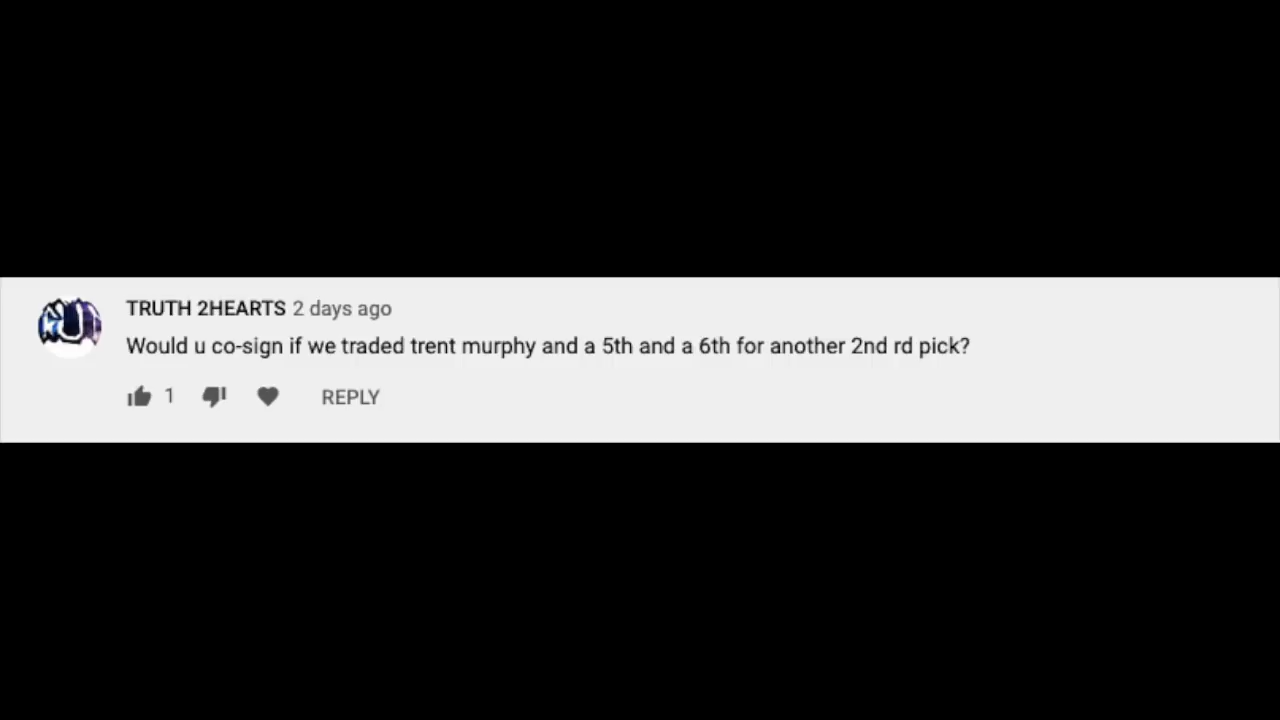 TRUTH 2HEARTS 2 days ago
Would u co-sign if we traded trent murphy and a 5th and a 6th for another 2nd rd pick?
1 REPLY